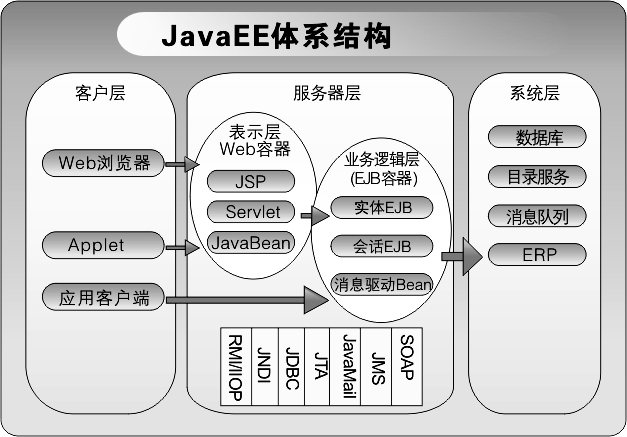 JavaEE体系结构
客户层
Web浏览器
Applet
应用客户端
服务器层
表示层
Web容器
JSP
Servlet
JavaBean
业务逻辑层
(EJB容器)
实体EJB
会话EJB
消息驱动Bean
RMI/IIOP
JNDI
JDBC
JTA
JavaMail
JMS
SOAP
系统层
数据库
目录服务
消息队列
ERP